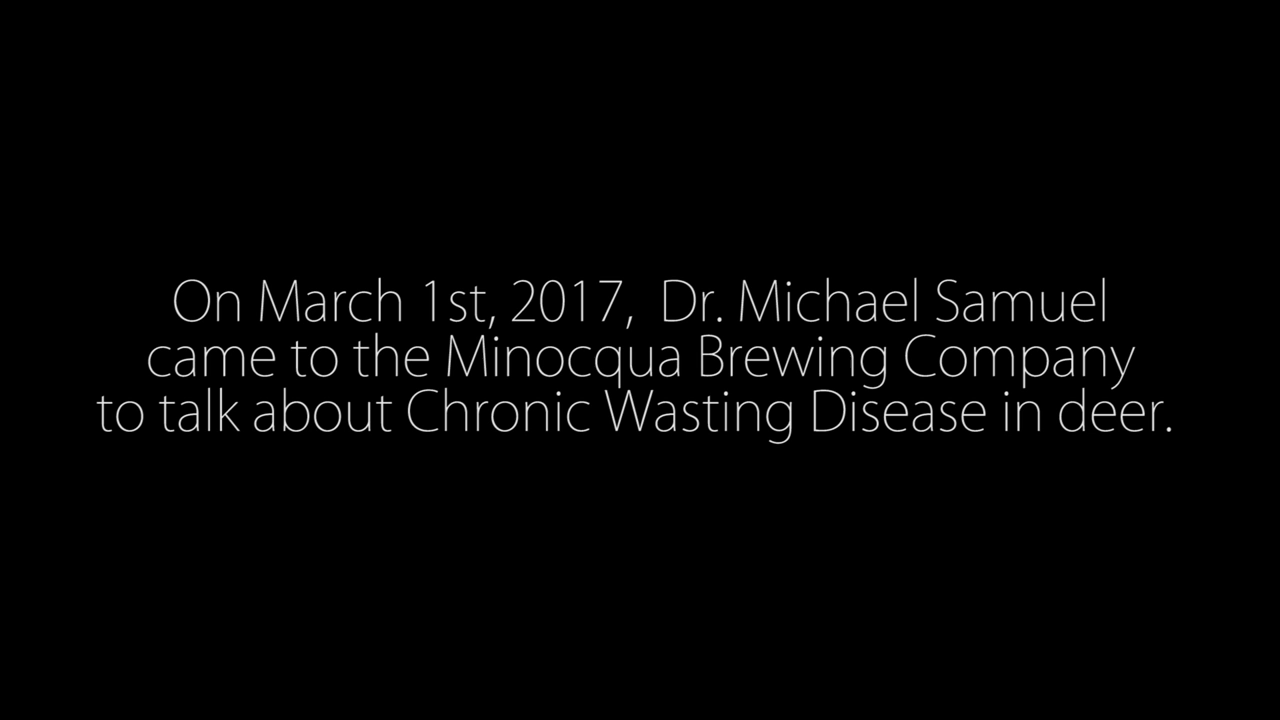 On March 1st, 2017,  Dr. Michael Samuel
came to the Minocqua Brewing Company
to talk about Chronic Wasting Disease in deer.